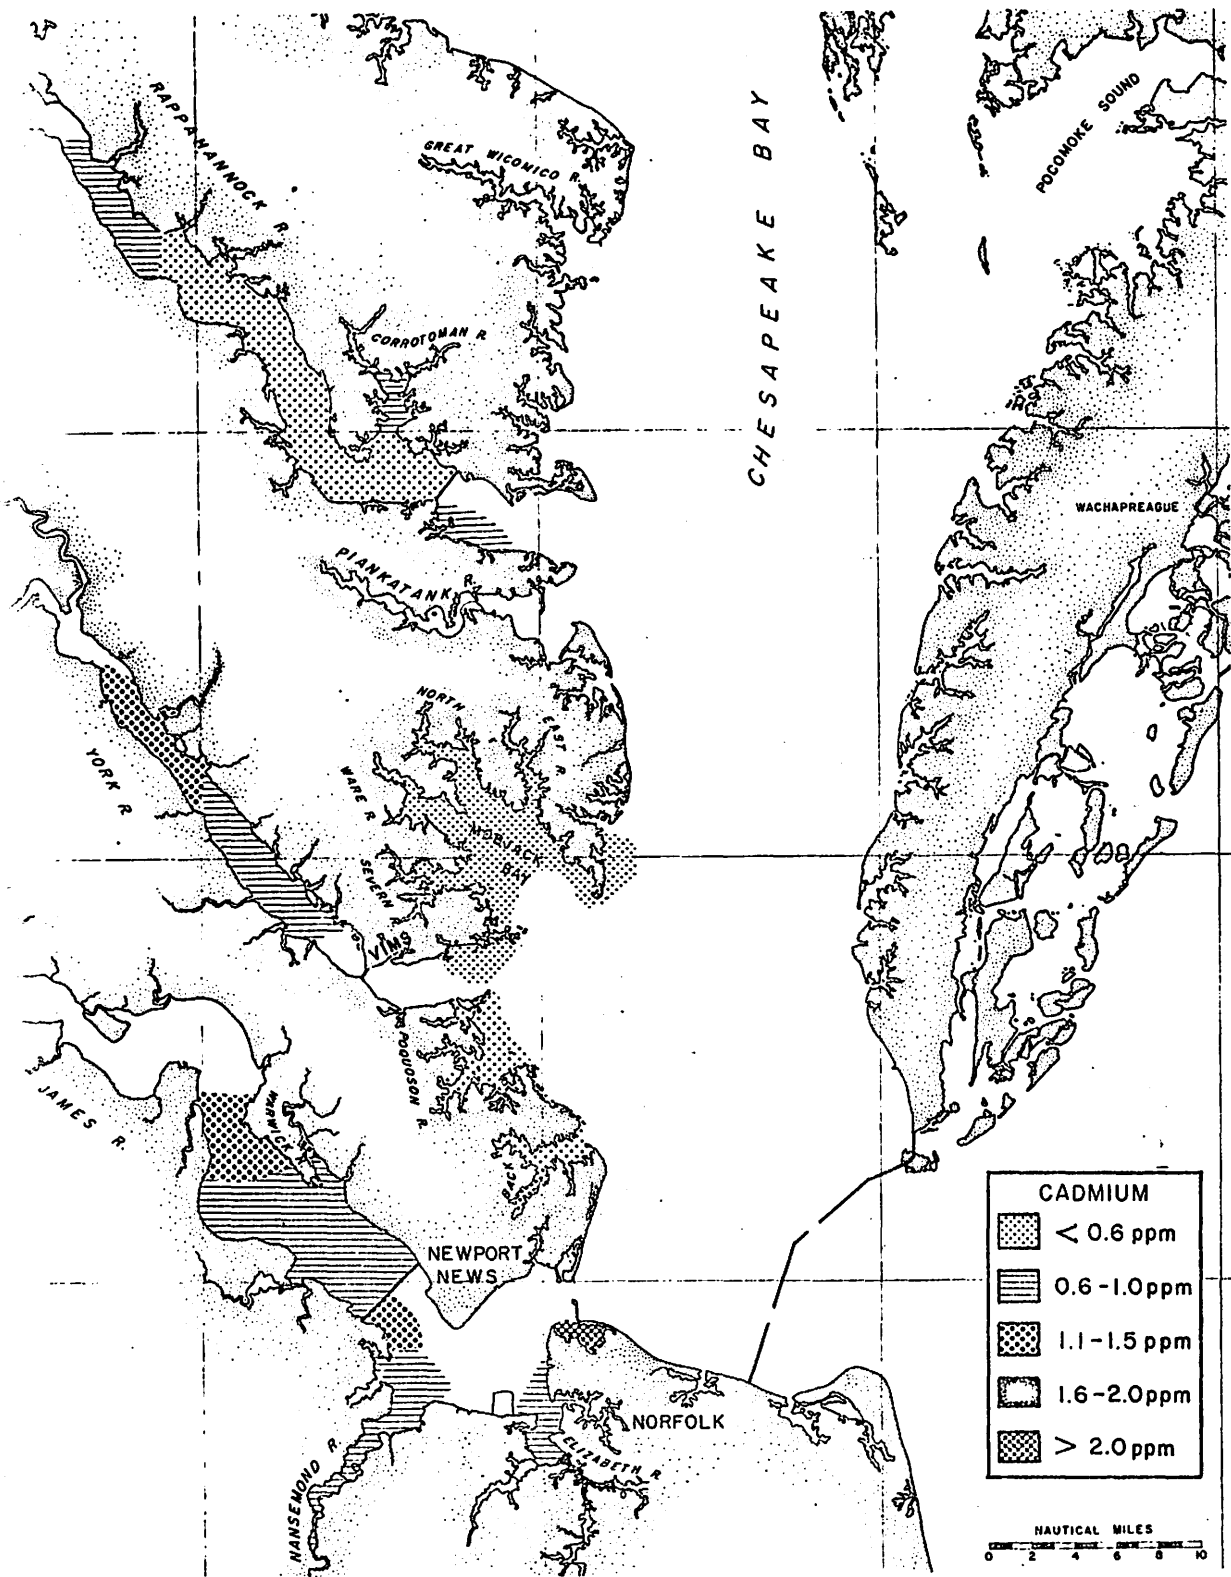 RAPPAHANNOCK R.
GREAT WICOMICO R.
CHESAPEAKE BAY
POCOMOKE SOUND
CORROTOMAN R
WACHAPREAGUE
PIANKATANK R.
NORTH
EAST R
YORK R
WARE R
MOBJACK
BAY
SEVERN
VIMS
POQUOSON R.
JAMES R.
WARWICK
BACK
NEWPORT
NEWS
NORFOLK
ELIZABETH R
NANSEMOND R.
CADMIUM
< 0.6 ppm
0.6-1.0 ppm
1.1-1.5 ppm
1.6-2.0 ppm
> 2.0 ppm
NAUTICAL MILES
0 2 4 6 8 10